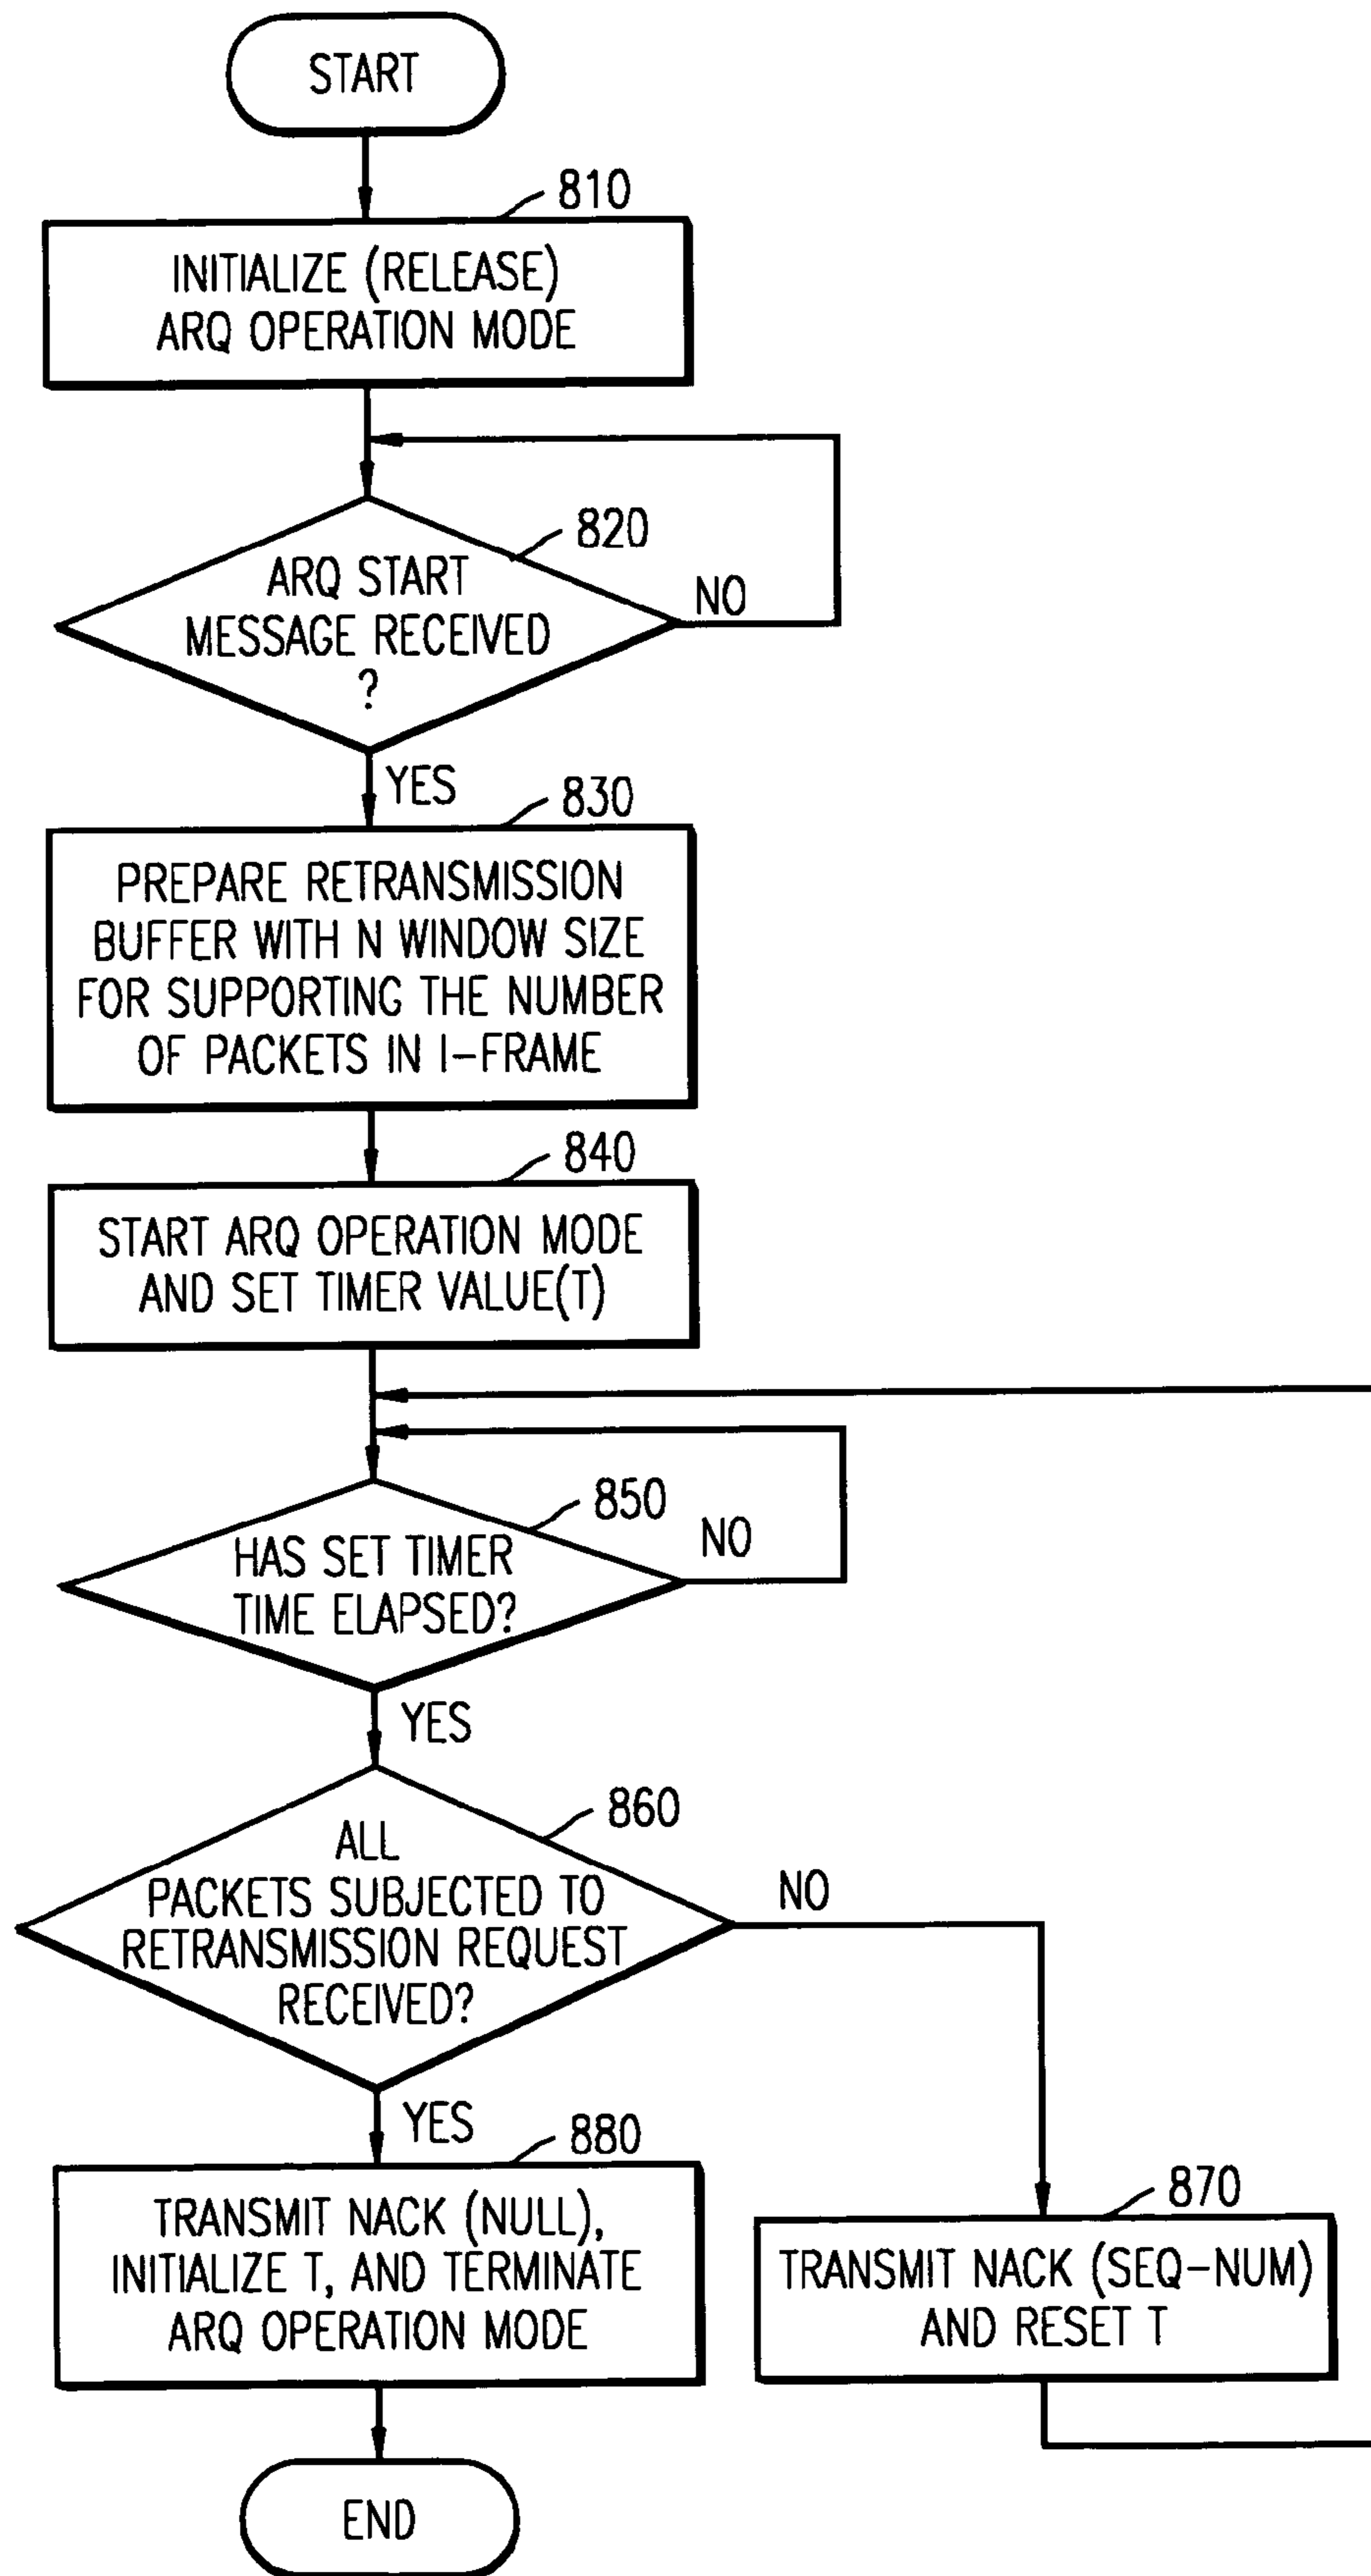 START
810
INITIALIZE (RELEASE)
ARQ OPERATION MODE
820
ARQ START
MESSAGE RECEIVED
?
NO
YES
830
PREPARE RETRANSMISSION
BUFFER WITH N WINDOW SIZE
FOR SUPPORTING THE NUMBER
OF PACKETS IN I-FRAME
840
START ARQ OPERATION MODE
AND SET TIMER VALUE(T)
850
HAS SET TIMER
TIME ELAPSED?
NO
YES
860
ALL
PACKETS SUBJECTED TO
RETRANSMISSION REQUEST
RECEIVED?
NO
YES
880
TRANSMIT NACK (NULL),
INITIALIZE T, AND TERMINATE
ARQ OPERATION MODE
870
TRANSMIT NACK (SEQ-NUM)
AND RESET T
END